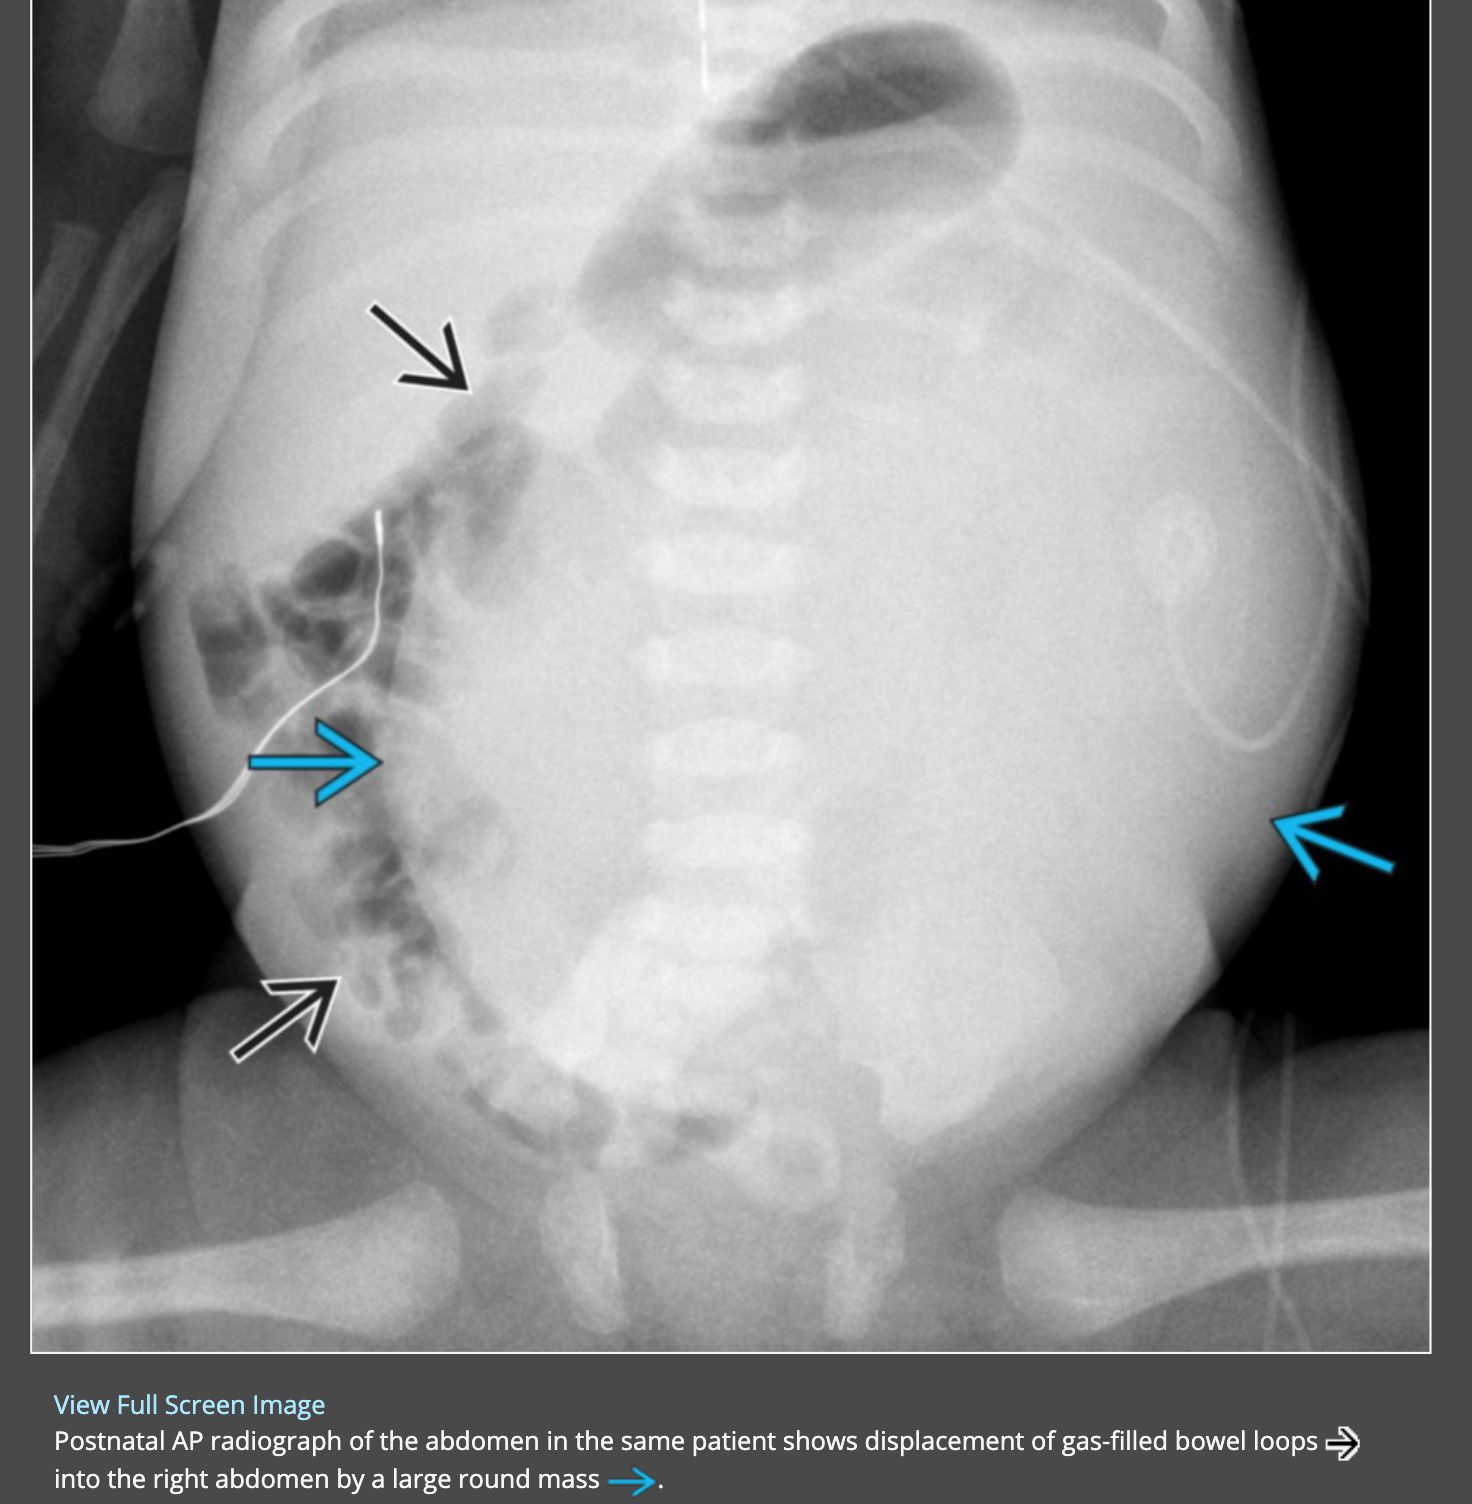 View Full Screen Image
Postnatal AP radiograph of the abdomen in the same patient shows displacement of gas-filled bowel loops
into the right abdomen by a large round mass .